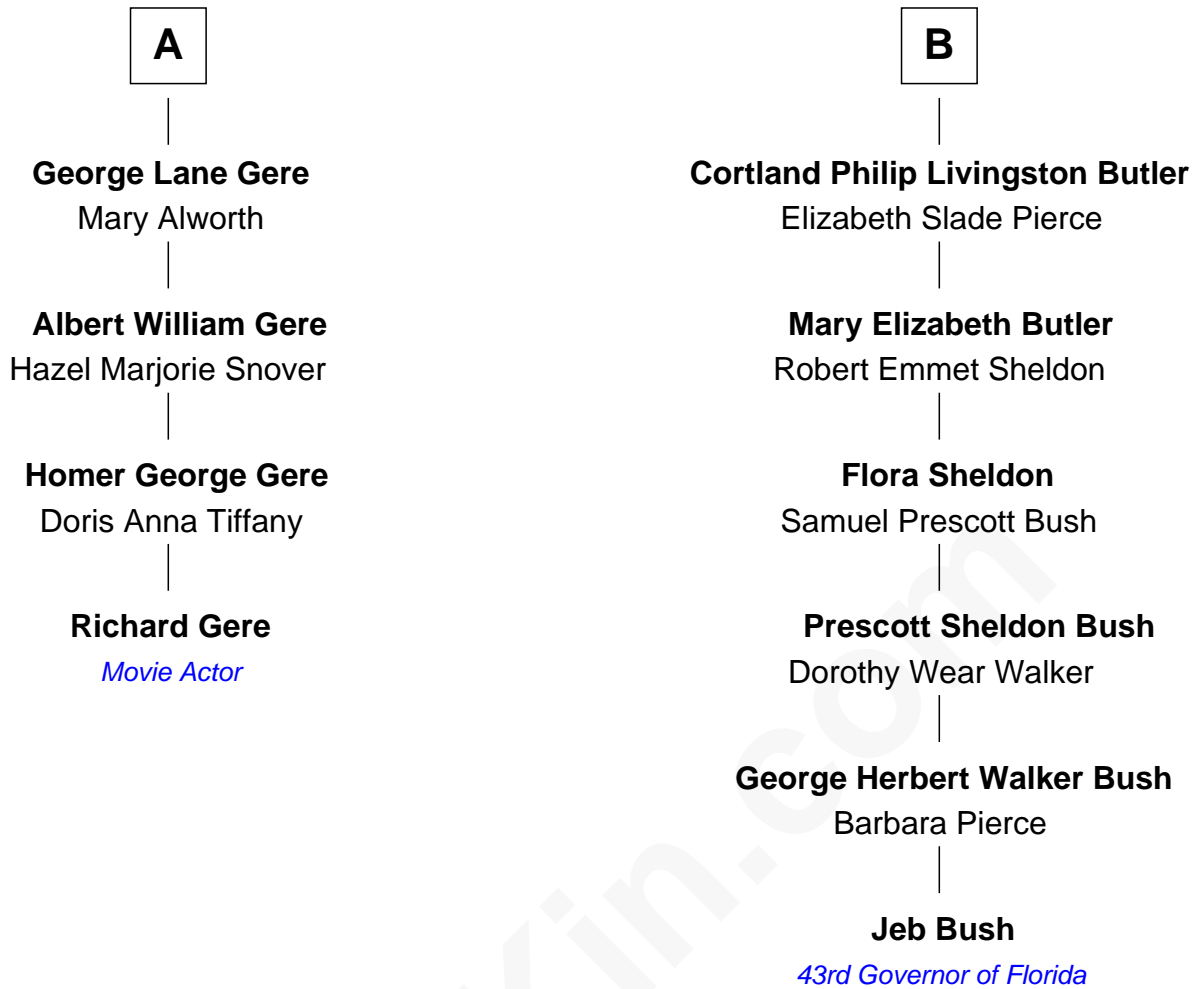 A
George Lane Gere
Mary Alworth
Albert William Gere
Hazel Marjorie Snover
Homer George Gere
Doris Anna Tiffany
Richard Gere
Movie Actor
B
Cortland Philip Livingston Butler
Elizabeth Slade Pierce
Mary Elizabeth Butler
Robert Emmet Sheldon
Flora Sheldon
Samuel Prescott Bush
Prescott Sheldon Bush
Dorothy Wear Walker
George Herbert Walker Bush
Barbara Pierce
Jeb Bush
43rd Governor of Florida
Kin.com